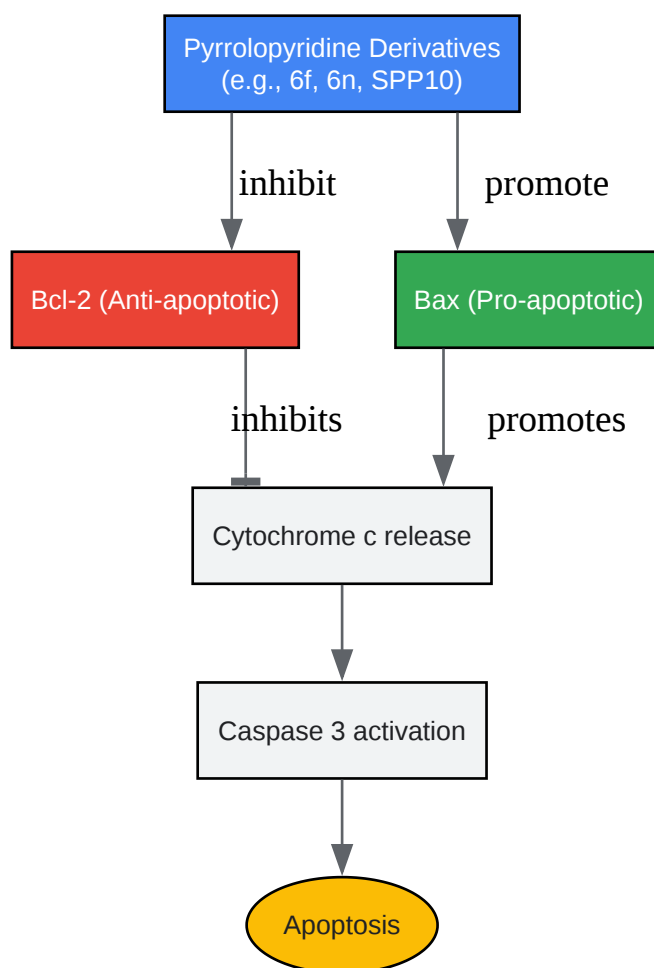 Pyrrolopyridine Derivatives
(e.g., 6f, 6n, SPP10)
inhibit
promote
Bcl-2 (Anti-apoptotic)
Bax (Pro-apoptotic)
inhibits
promotes
Cytochrome c release
Caspase 3 activation
Apoptosis